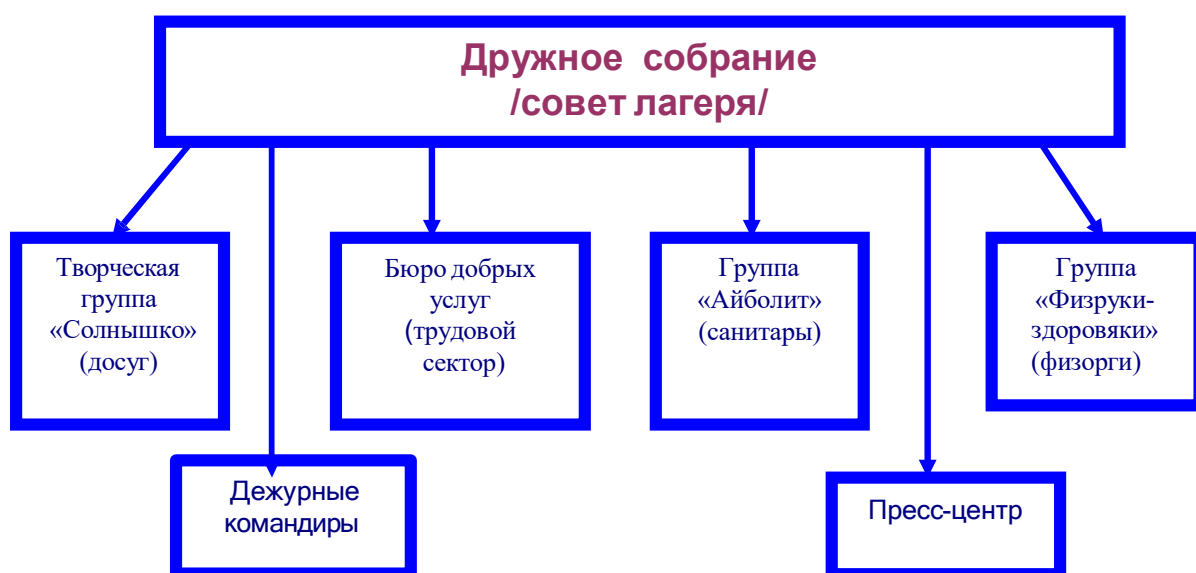 Дружное собрание
/совет лагеря/
Творческая
группа
«Солнышко»
(досуг)
Бюро добрых
услуг
(трудовой
сектор)
Группа
«Айболит»
(санитары)
Группа
«Физруки-
здоровяки»
(физорги)
Дежурные
командиры
Пресс-центр